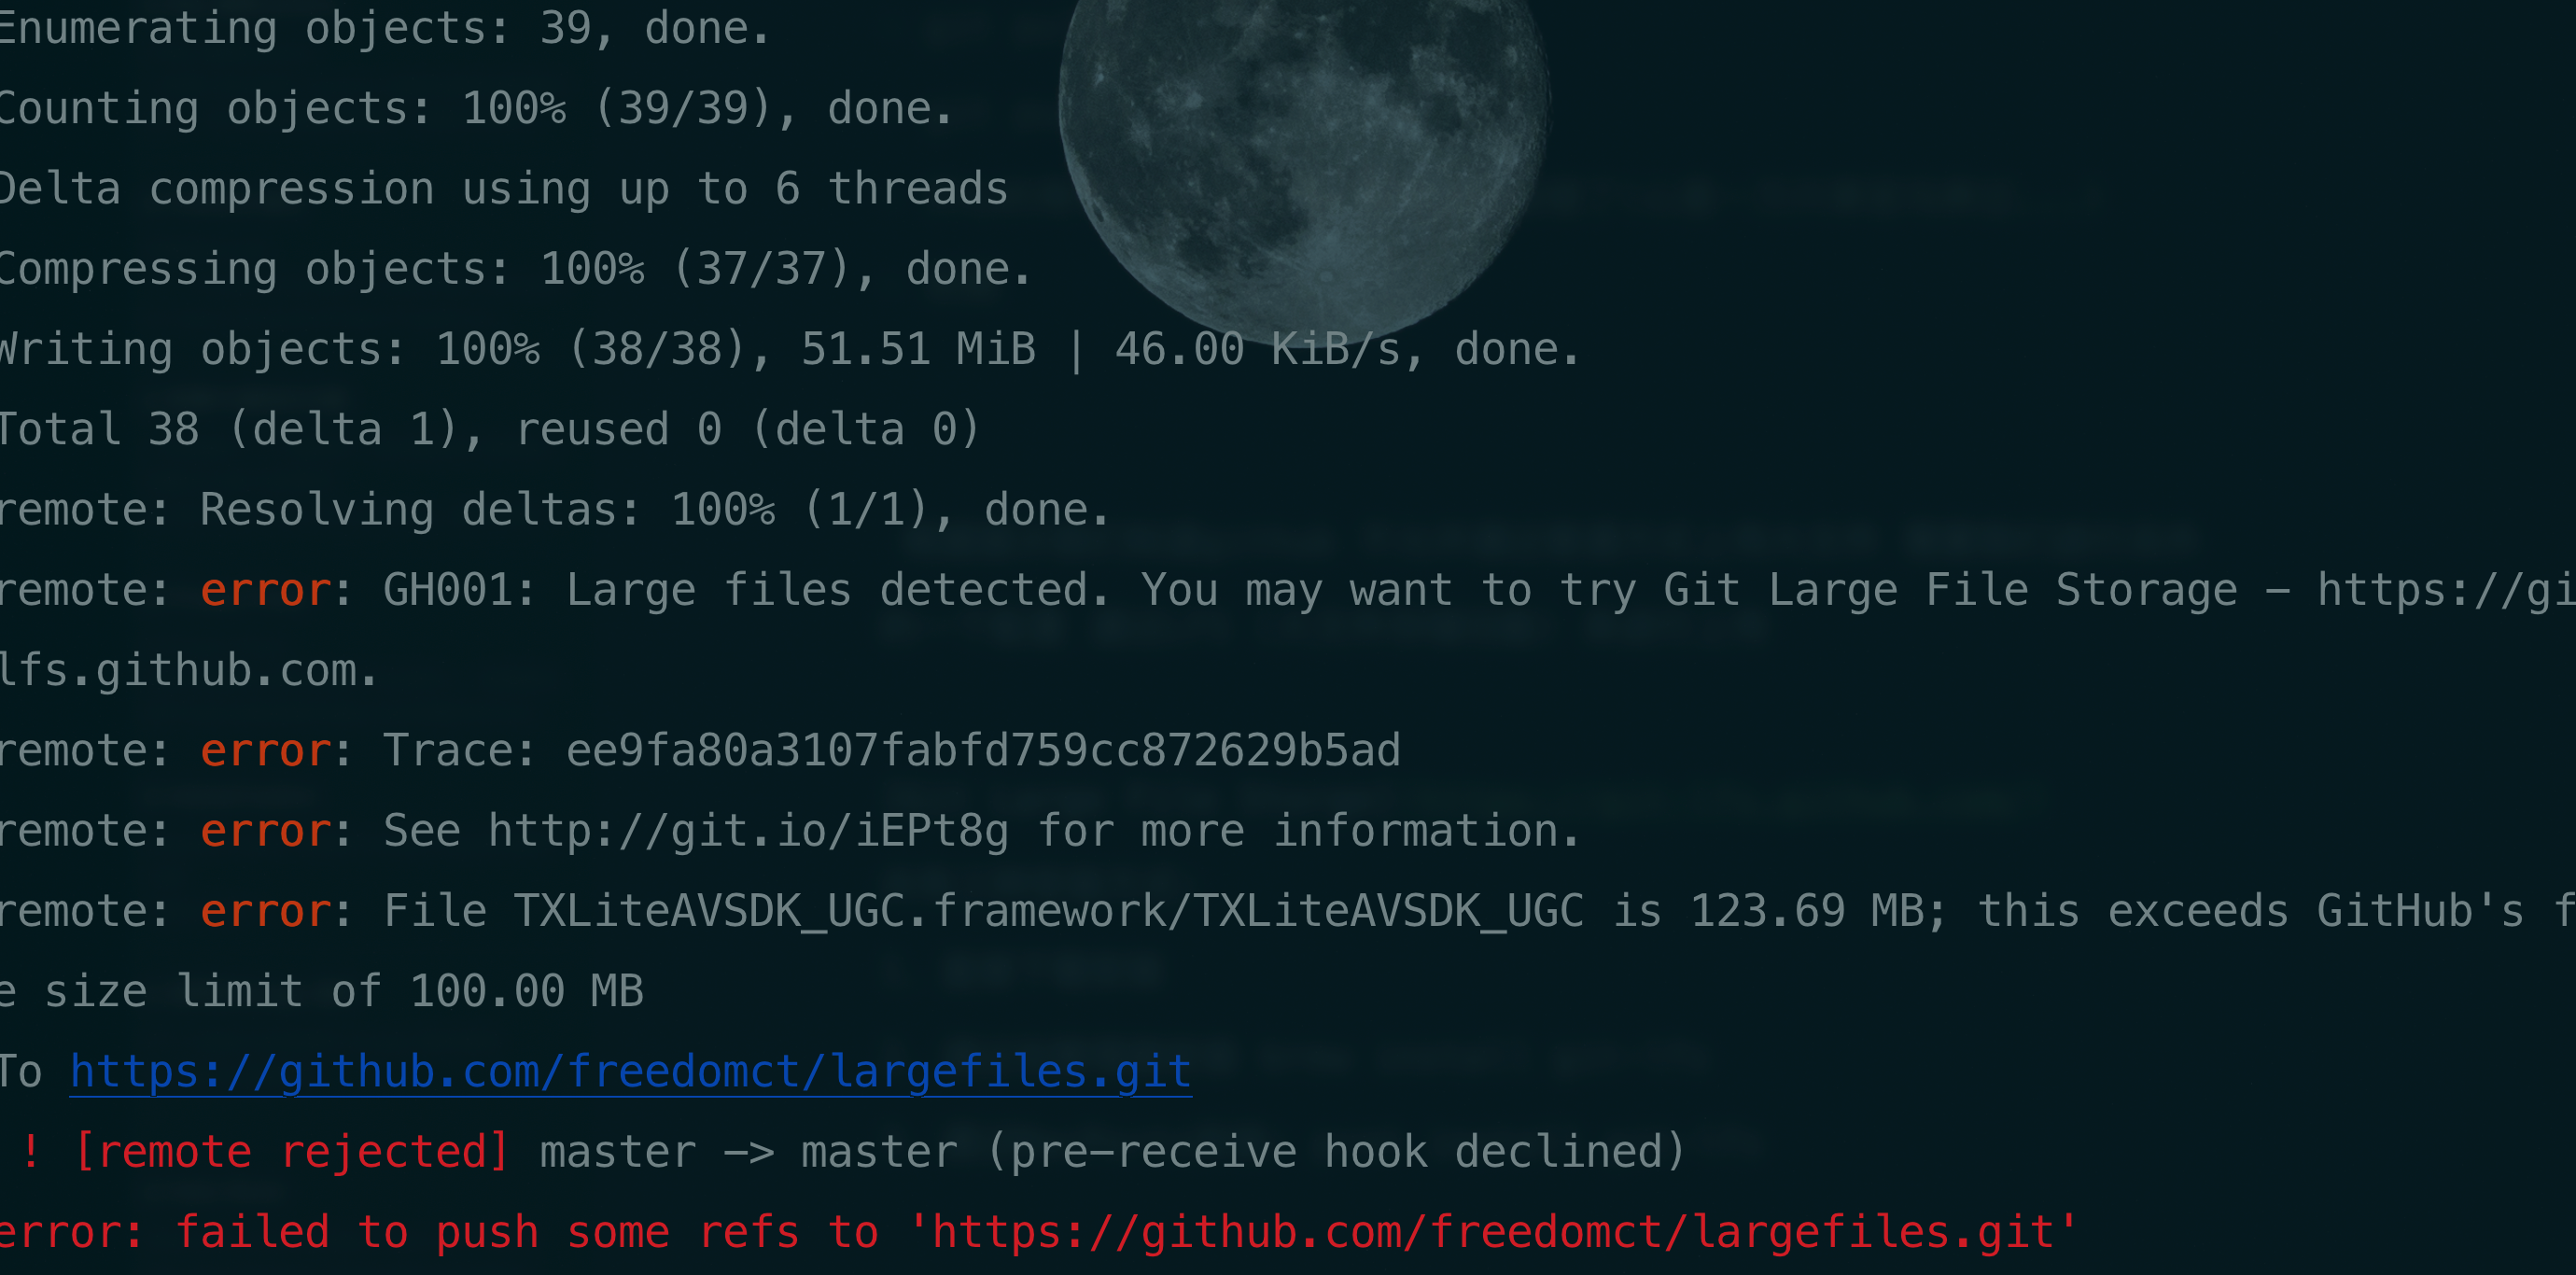 Enumerating objects: 39, done.
Counting objects: 100% (39/39), done.
Delta compression using up to 6 threads
Compressing objects: 100% (37/37), done.
Writing objects: 100% (38/38), 51.51 MiB | 46.00 KiB/s, done.
Total 38 (delta 1), reused 0 (delta 0)
remote: Resolving deltas: 100% (1/1), done.
remote: error: GH001: Large files detected. You may want to try Git Large File Storage — https://gi
lfs.github.com.
remote: error: Trace: ee9fa80a3107fabfd759cc872629b5ad
remote: error: See http://git.io/iEPt8g for more information.
remote: error: File TXLiteAVSDK_UGC.framework/TXLiteAVSDK_UGC is 123.69 MB; this exceeds GitHub's f
e size limit of 100.00 MB
To https://github.com/freedomct/largefiles.git
! [remote rejected] master —> master (pre—receive hook declined)
error: failed to push some refs to 'https://github.com/freedomct/largefiles.git'